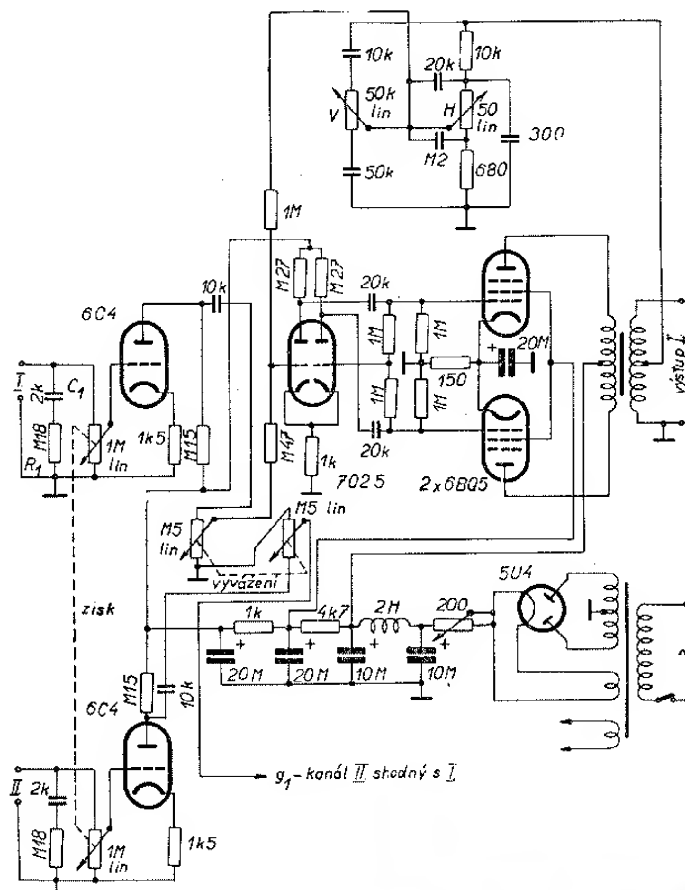 10k
50k
lin
V
50k
20k
10k
H
50
lin
M2
680
300
1M
M27
M27
20k
10k
6C4
I
2k
C1
M18
R1
1M
lin
1k5
M15
M47
1k
7025
1M
1M
1M
1M
20k
150
+
20M
2x6BQ5
výstup I
M5
lin
M5 lin
vyvážení
zisk
1k
4k7
2H
200
5U4
+
20M
+
20M
+
10M
+
10M
M15
10k
6C4
g1-kanál II shodný s I
II
2k
M18
1M
lin
1k5